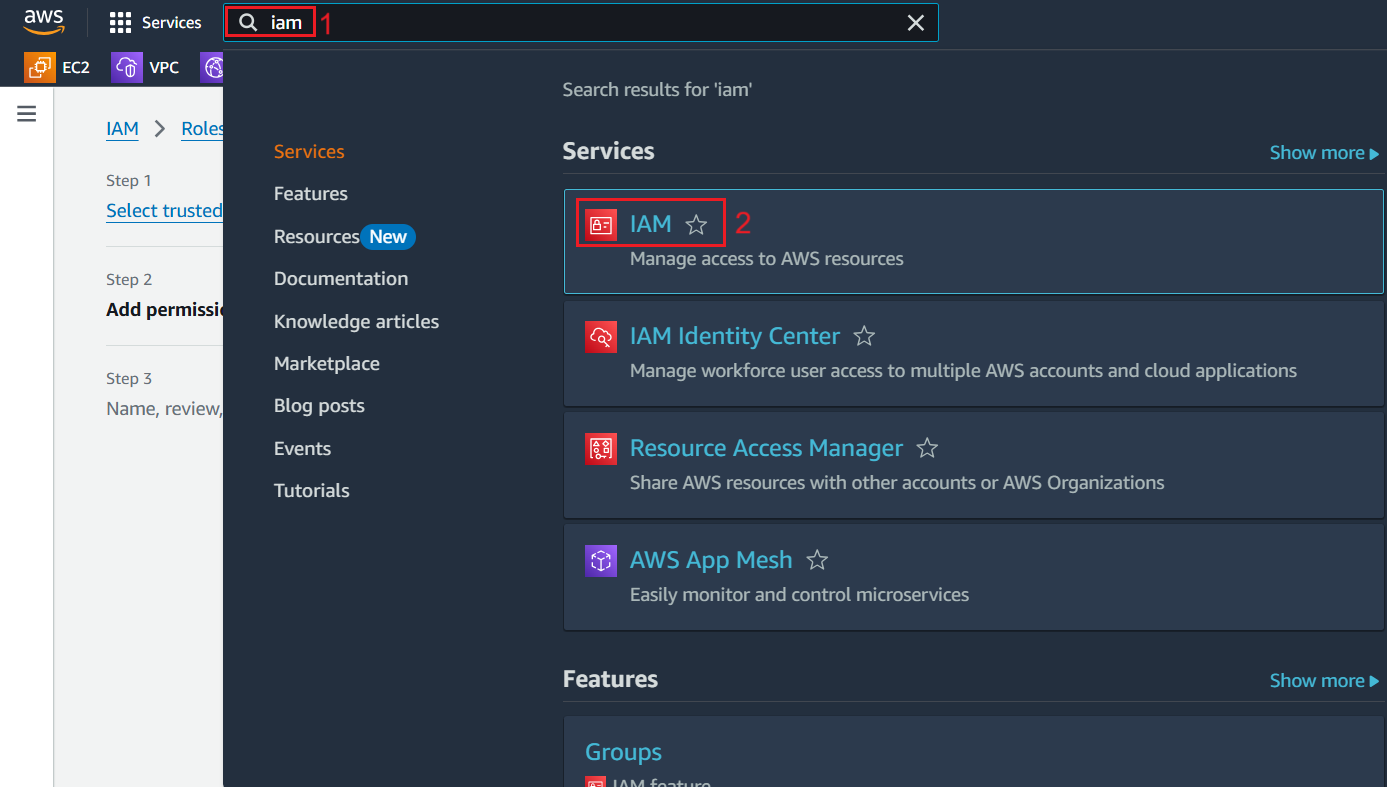 aws
Services
iam
1
EC2
VPC
IAM
Roles
Step 1
Select trusted
Step 2
Add permissi
Step 3
Name, review,
Search results for 'iam'
Services
Features
Resources New
Documentation
Knowledge articles
Marketplace
Blog posts
Events
Tutorials
Services
Show more
IAM
2
Manage access to AWS resources
IAM Identity Center
Manage workforce user access to multiple AWS accounts and cloud applications
Resource Access Manager
Share AWS resources with other accounts or AWS Organizations
AWS App Mesh
Easily monitor and control microservices
Features
Show more
Groups
IAM feature